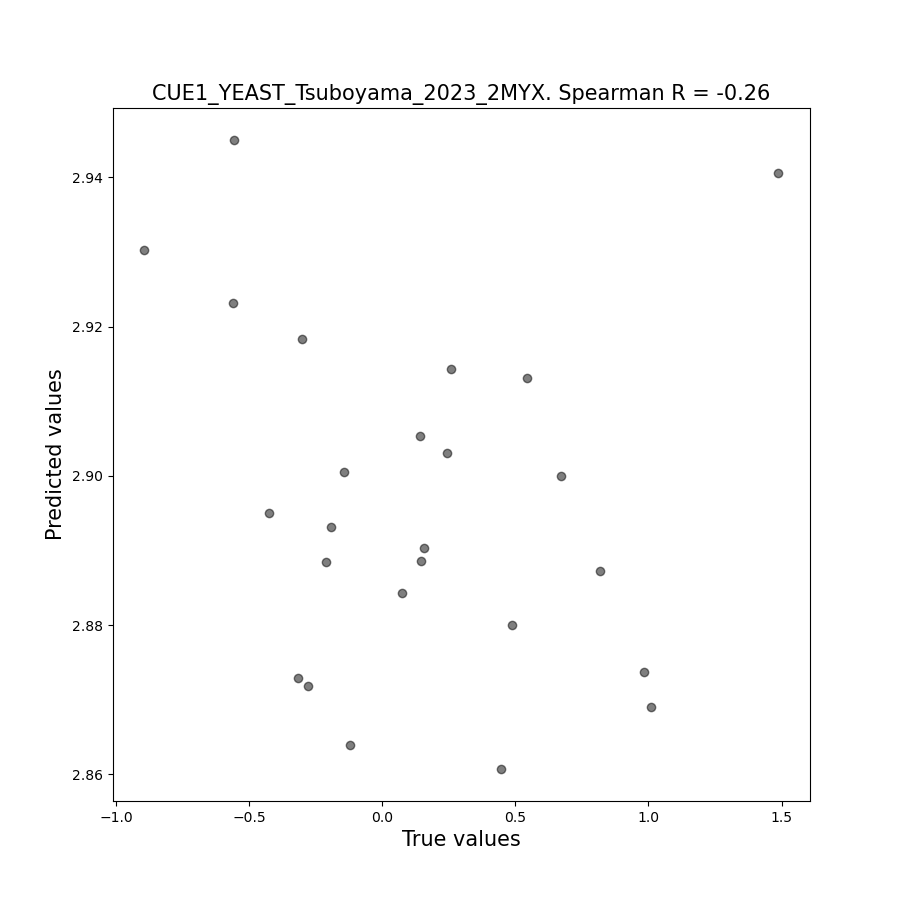 CUE1_YEAST_Tsuboyama_2023_2MYX. Spearman R = -0.26
2.94
2.92
2.90
2.88
2.86
Predicted values
−1.0 −0.5 0.0 0.5 1.0 1.5
True values